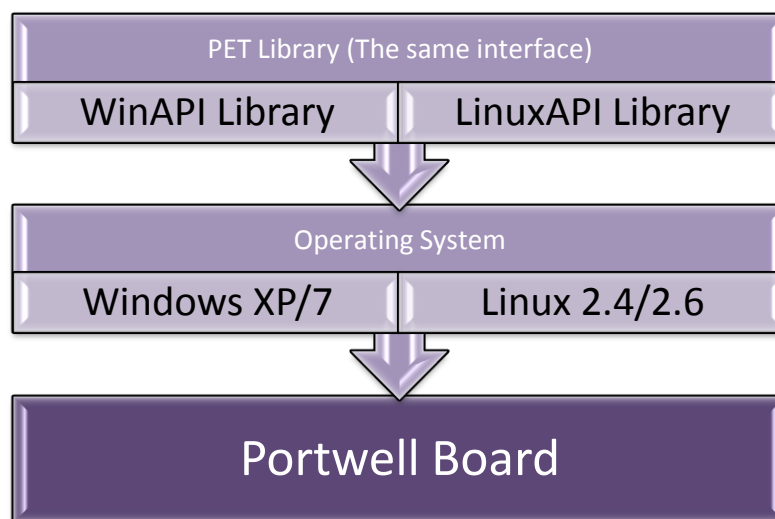 PET Library (The same interface)
WinAPI Library
LinuxAPI Library
Operating System
Windows XP/7
Linux 2.4/2.6
Portwell Board